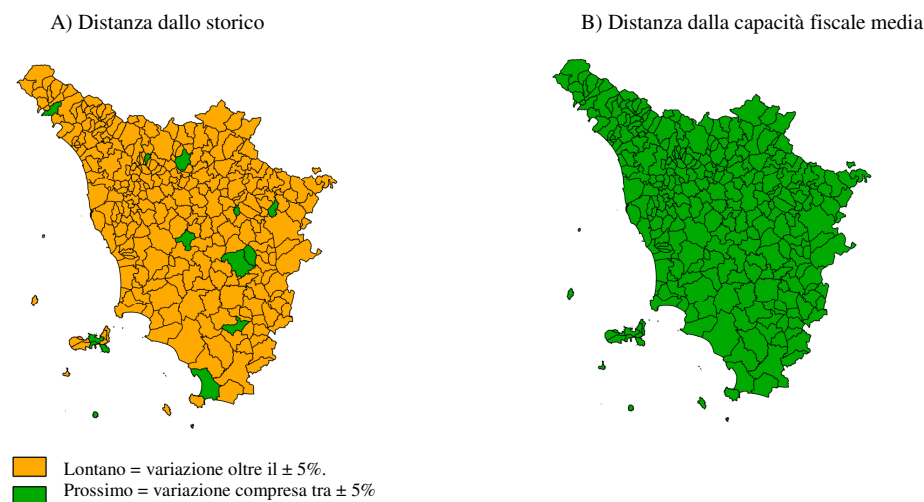 A) Distanza dallo storico
B) Distanza dalla capacità fiscale media
Lontano = variazione oltre il ± 5%.
Prossimo = variazione compresa tra ± 5%